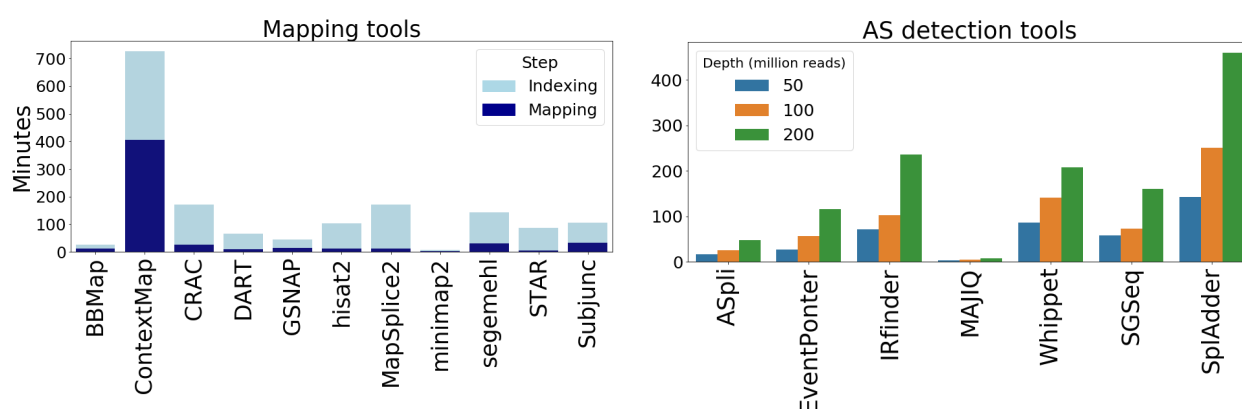 Mapping tools
Minutes
700
600
500
400
300
200
100
0
Step
Indexing
Mapping
BBMap
ContextMap
CRAC
DART
GSNAP
hisat2
MapSplice2
minimap2
segemehl
STAR
Subjunc
AS detection tools
400
300
200
100
0
Depth (million reads)
50
100
200
ASpli
EventPonter
IRfinder
MAJIQ
Whippet
SGSeq
SplAdder